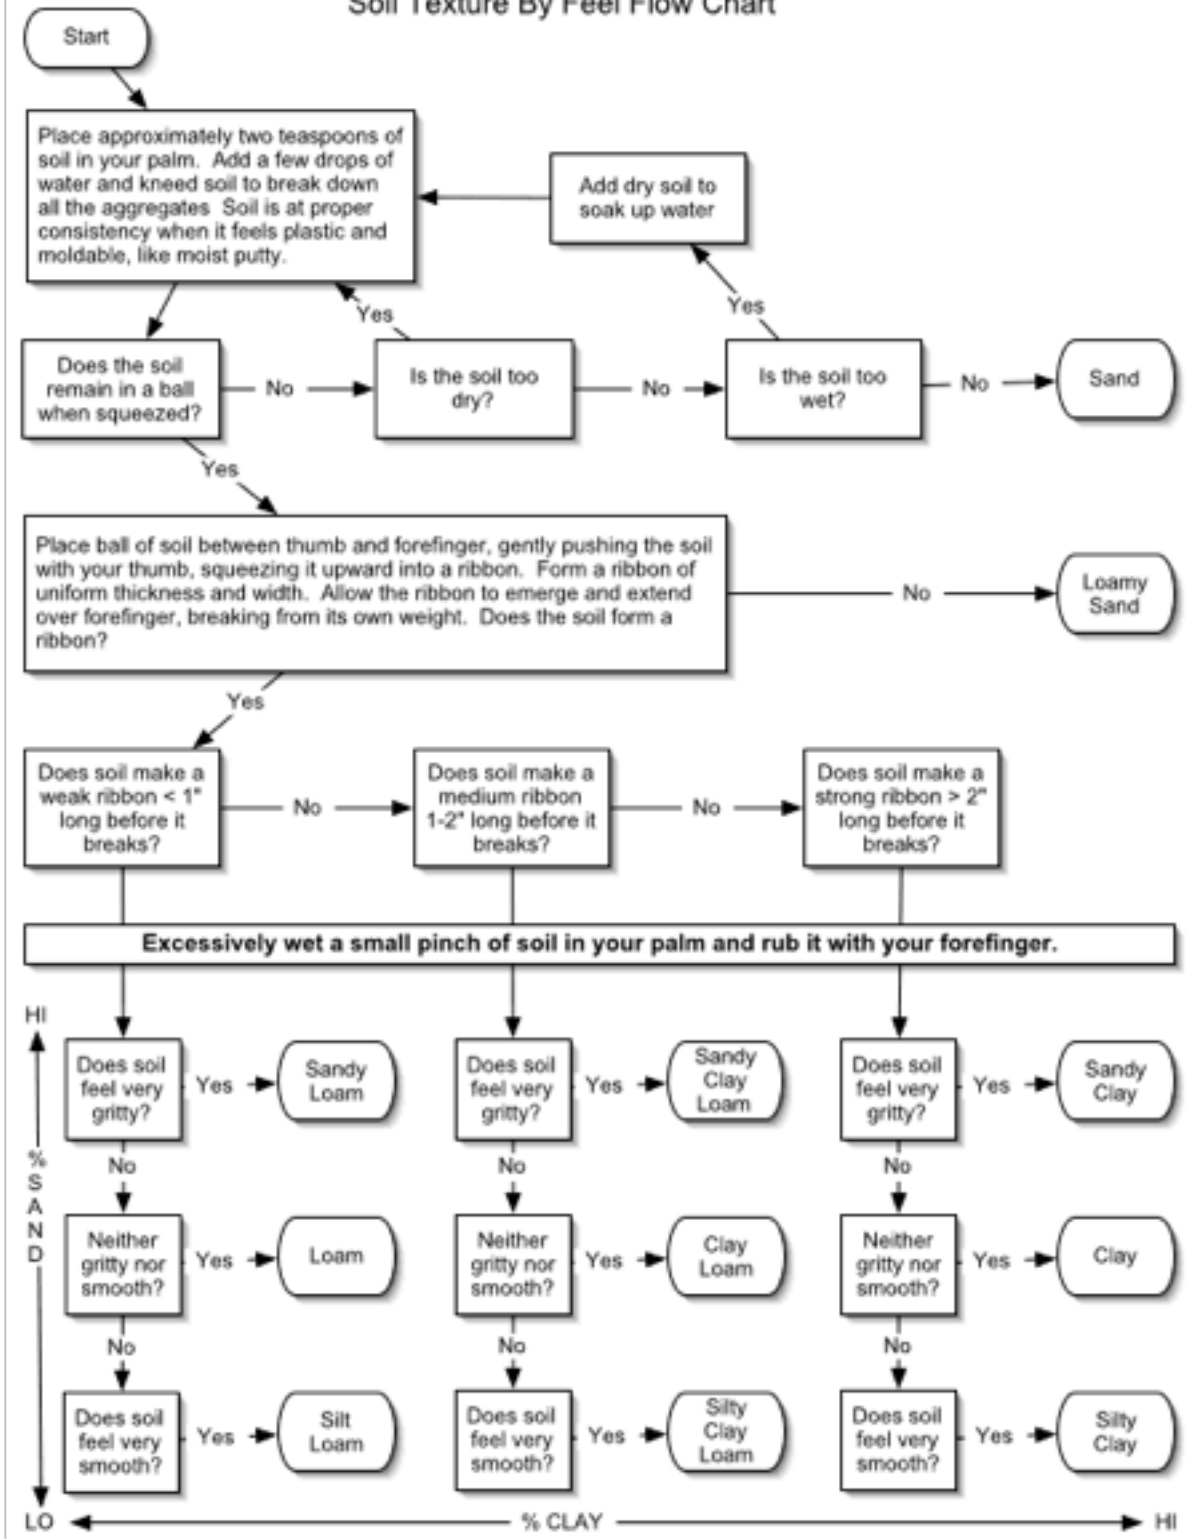 Soil Texture By Feel Flow Chart
Start
Place approximately two teaspoons of
soil in your palm. Add a few drops of
water and kneed soil to break down
all the aggregates Soil is at proper
consistency when it feels plastic and
moldable, like moist putty.
Add dry soil to
soak up water
Yes
Yes
Does the soil
remain in a ball
when squeezed?
No
Is the soil too
dry?
No
Is the soil too
wet?
No
Sand
Yes
Place ball of soil between thumb and forefinger, gently pushing the soil
with your thumb, squeezing it upward into a ribbon. Form a ribbon of
uniform thickness and width. Allow the ribbon to emerge and extend
over forefinger, breaking from its own weight. Does the soil form a
ribbon?
No
Loamy
Sand
Yes
Does soil make a
weak ribbon < 1"
long before it
breaks?
No
Does soil make a
medium ribbon
1-2" long before it
breaks?
No
Does soil make a
strong ribbon > 2"
long before it
breaks?
Excessively wet a small pinch of soil in your palm and rub it with your forefinger.
HI
% SAND
Does soil
feel very
gritty?
Yes
Sandy
Loam
Does soil
feel very
gritty?
Yes
Sandy
Clay
Loam
Does soil
feel very
gritty?
Yes
Sandy
Clay
No
No
No
Neither
gritty nor
smooth?
Yes
Loam
Neither
gritty nor
smooth?
Yes
Clay
Loam
Neither
gritty nor
smooth?
Yes
Clay
No
No
No
Does soil
feel very
smooth?
Yes
Silt
Loam
Does soil
feel very
smooth?
Yes
Silty
Clay
Loam
Does soil
feel very
smooth?
Yes
Silty
Clay
LO
% CLAY
HI